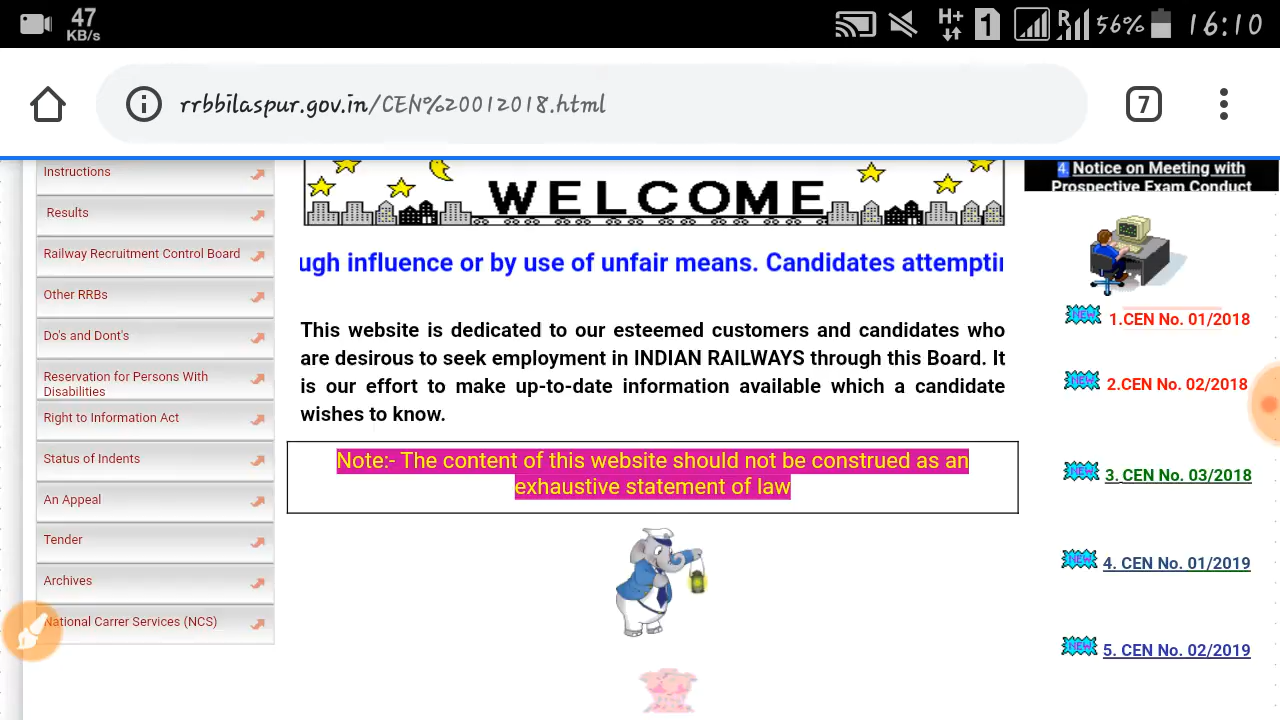 47
KB/s
H+
1
R
56%
16:10
rrbbilaspur.gov.in/CEN%20012018.html
7
Instructions
Results
Railway Recruitment Control Board
Other RRBs
Do's and Dont's
Reservation for Persons With
Disabilities
Right to Information Act
Status of Indents
An Appeal
Tender
Archives
National Carrer Services (NCS)
WELCOME
ugh influence or by use of unfair means. Candidates attemptin
This website is dedicated to our esteemed customers and candidates who
are desirous to seek employment in INDIAN RAILWAYS through this Board. It
is our effort to make up-to-date information available which a candidate
wishes to know.
Note:- The content of this website should not be construed as an
exhaustive statement of law
4. Notice on Meeting with
Prospective Exam Conduct
NEW 1.CEN No. 01/2018
NEW 2.CEN No. 02/2018
NEW 3. CEN No. 03/2018
NEW 4. CEN No. 01/2019
NEW 5. CEN No. 02/2019